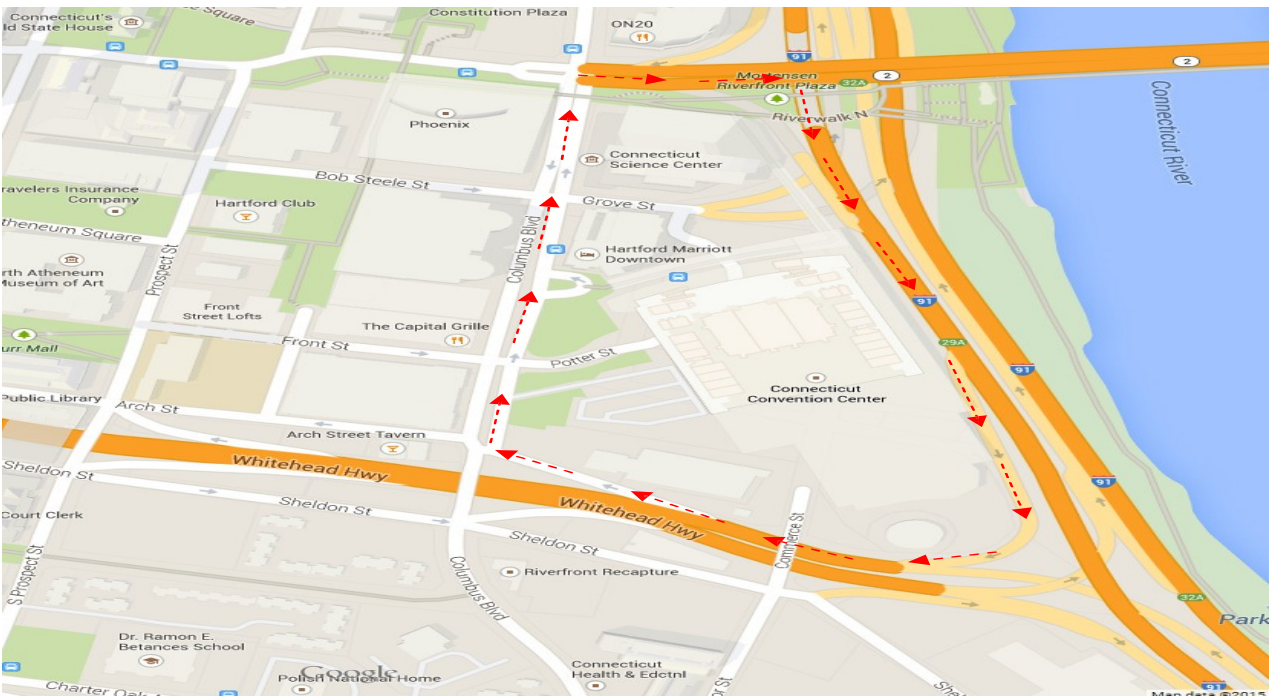 Connecticut's
ld State House
Square
Constitution Plaza
ON20
91
2
2
32A
Mortensen
Riverfront Plaza
Riverwalk N
Connecticut River
Phoenix
Connecticut
Science Center
Bob Steele St
Grove St
ravelers Insurance
Company
Hartford Club
theneum Square
Columbus Blvd
Prospect St
Hartford Marriott
Downtown
rth Atheneum
Museum of Art
Front
Street Lofts
The Capital Grille
91
29A
91
urr Mall
Front St
Potter St
Connecticut
Convention Center
Public Library
Arch St
Arch Street Tavern
Whitehead Hwy
Sheldon St
91
Sheldon St
Whitehead Hwy
Court Clerk
Commerce St
Sheldon St
S Prospect St
Columbus Blvd
Riverfront Recapture
32A
Park
Dr. Ramon E.
Betances School
Google
Polish National Home
Connecticut
Health & Edctnl
or St
She
91
Charter Oak
Map data ©2015